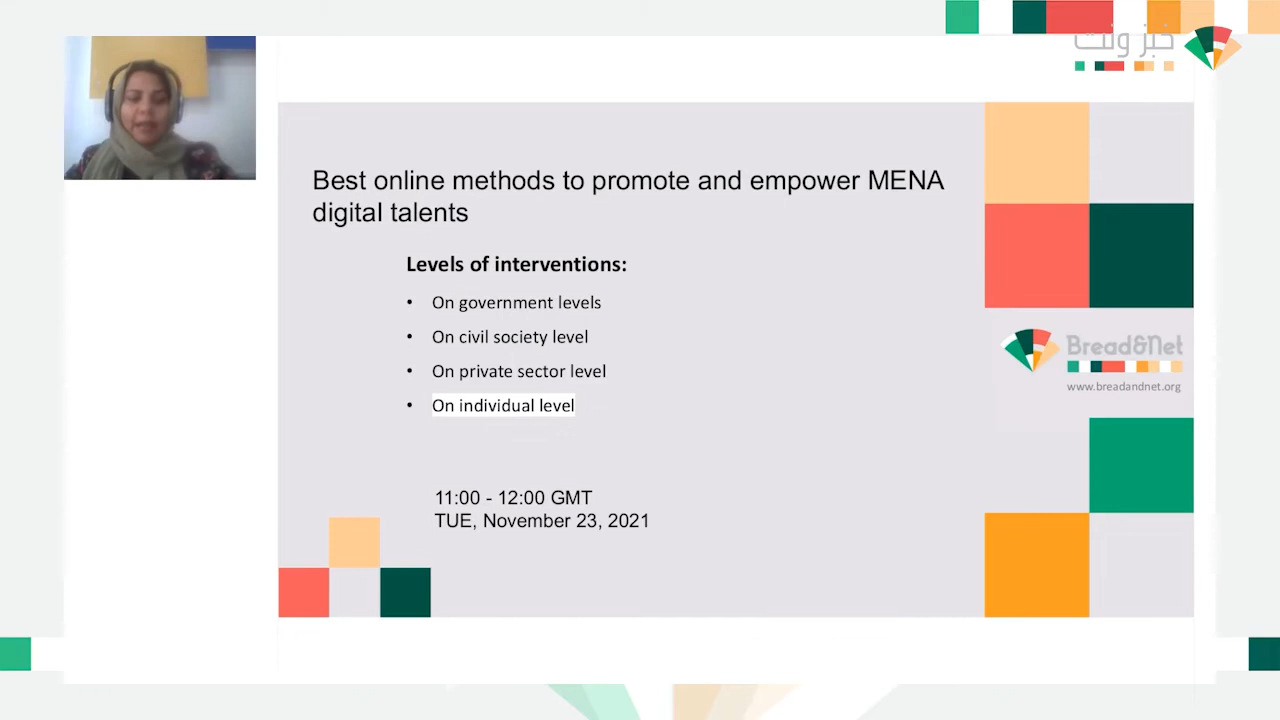 خبز ونت
Best online methods to promote and empower MENA
digital talents
Levels of interventions:
• On government levels
• On civil society level
• On private sector level
• On individual level
Bread&Net
www.breadandnet.org
11:00 - 12:00 GMT
TUE, November 23, 2021